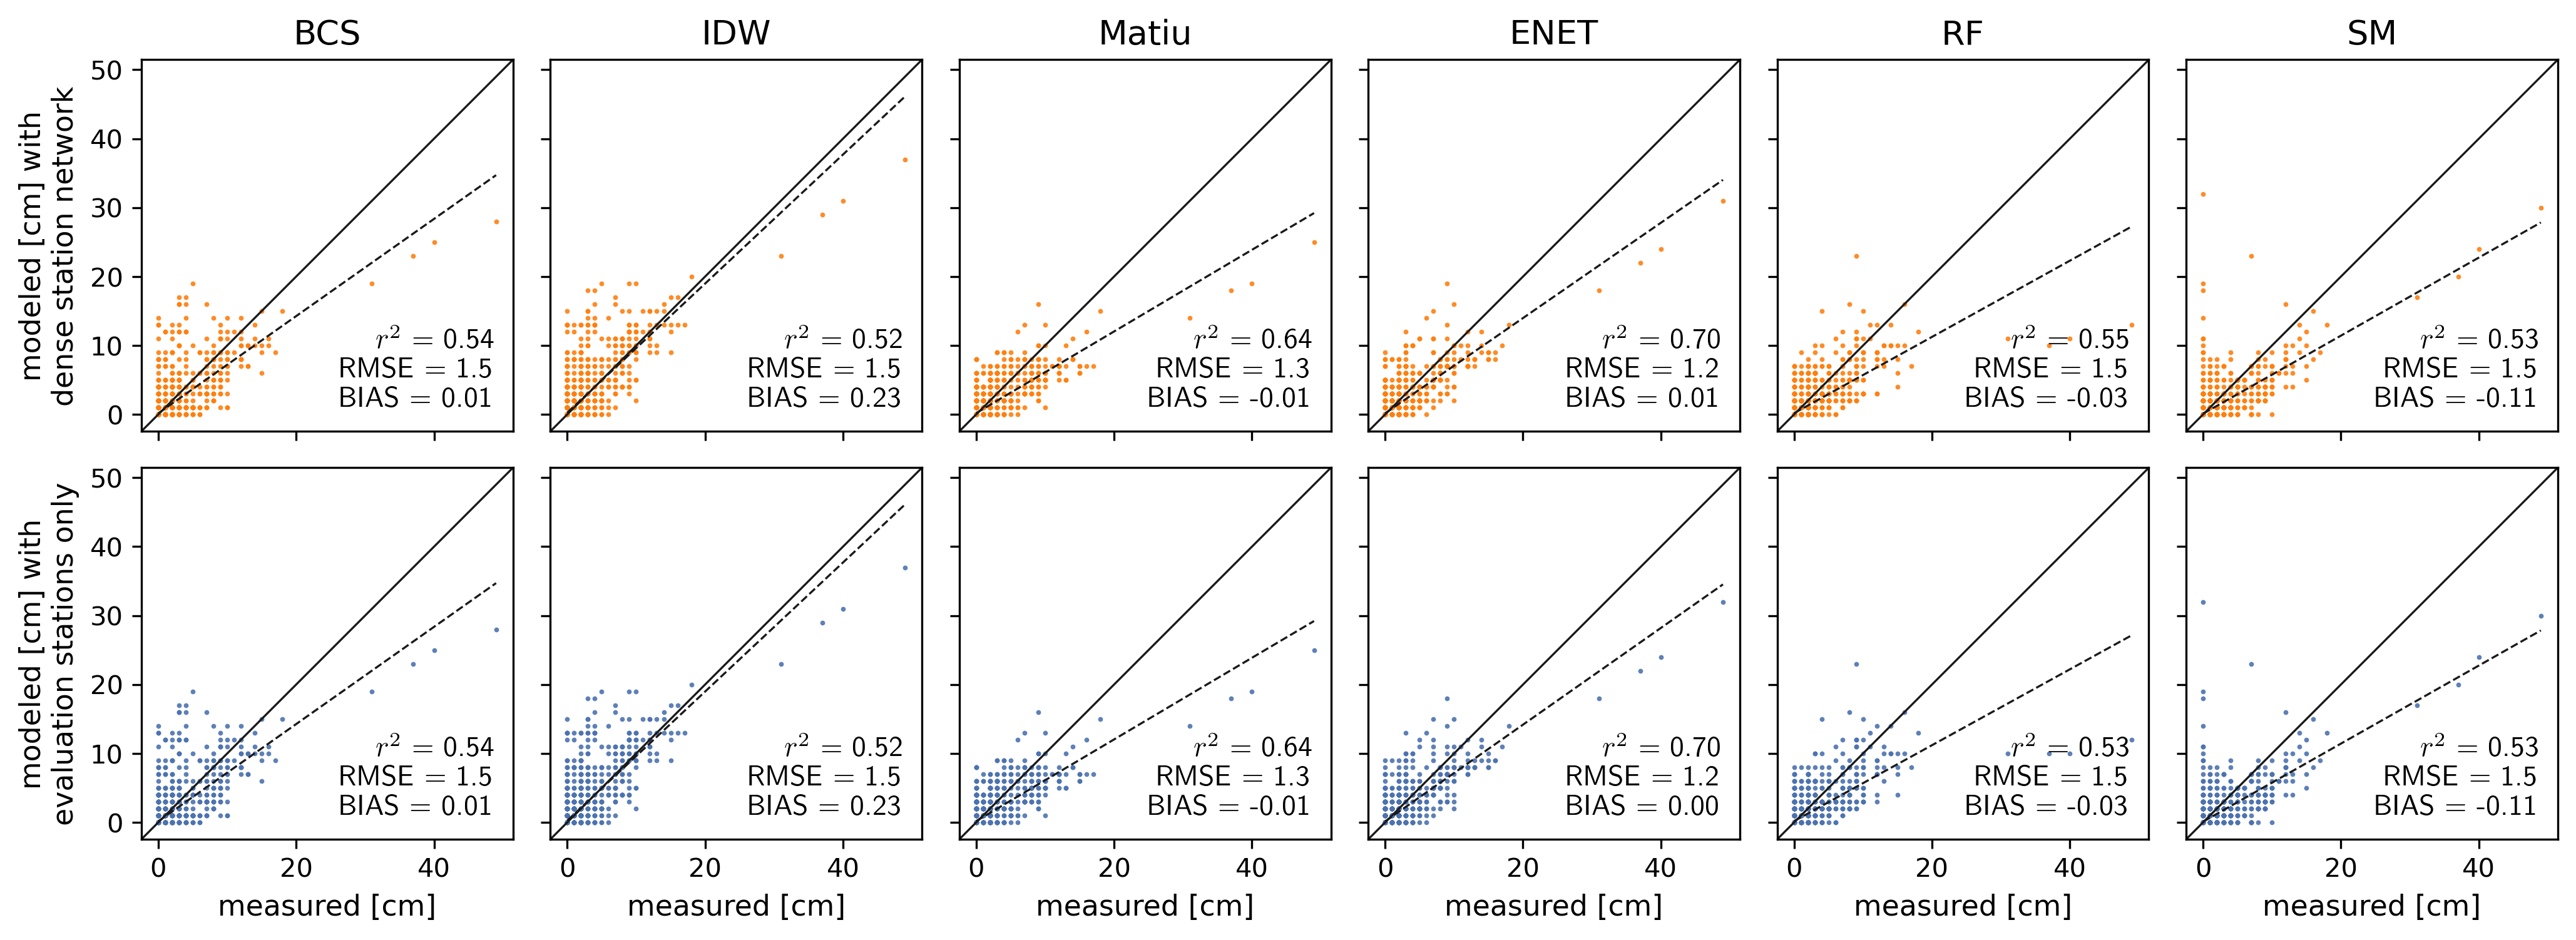 BCS
IDW
Matiu
ENET
RF
SM
modeled [cm] with
dense station network
50
40
30
20
10
0
r² = 0.54
RMSE = 1.5
BIAS = 0.01
r² = 0.52
RMSE = 1.5
BIAS = 0.23
r² = 0.64
RMSE = 1.3
BIAS = -0.01
r² = 0.70
RMSE = 1.2
BIAS = 0.01
r² = 0.55
RMSE = 1.5
BIAS = -0.03
r² = 0.53
RMSE = 1.5
BIAS = -0.11
modeled [cm] with
evaluation stations only
50
40
30
20
10
0
r² = 0.54
RMSE = 1.5
BIAS = 0.01
r² = 0.52
RMSE = 1.5
BIAS = 0.23
r² = 0.64
RMSE = 1.3
BIAS = -0.01
r² = 0.70
RMSE = 1.2
BIAS = 0.00
r² = 0.53
RMSE = 1.5
BIAS = -0.03
r² = 0.53
RMSE = 1.5
BIAS = -0.11
0 20 40
0 20 40
0 20 40
0 20 40
0 20 40
0 20 40
measured [cm]
measured [cm]
measured [cm]
measured [cm]
measured [cm]
measured [cm]